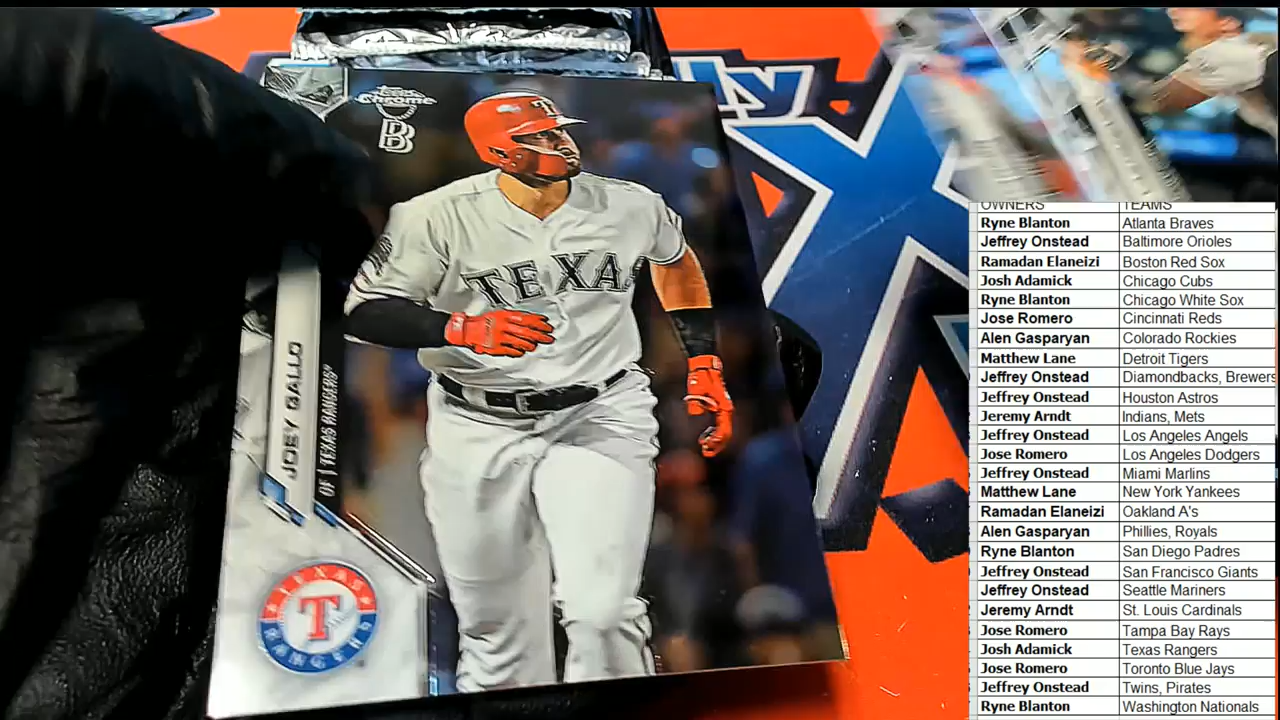 Topps
Chrome
B
T
TEXAS
JOEY GALLO
OF | TEXAS RANGERS
TEXAS
T
RANGERS
lly
X
OWNERS TEAMS
Ryne Blanton Atlanta Braves
Jeffrey Onstead Baltimore Orioles
Ramadan Elaneizi Boston Red Sox
Josh Adamick Chicago Cubs
Ryne Blanton Chicago White Sox
Jose Romero Cincinnati Reds
Alen Gasparyan Colorado Rockies
Matthew Lane Detroit Tigers
Jeffrey Onstead Diamondbacks, Brewers
Jeffrey Onstead Houston Astros
Jeremy Arndt Indians, Mets
Jeffrey Onstead Los Angeles Angels
Jose Romero Los Angeles Dodgers
Jeffrey Onstead Miami Marlins
Matthew Lane New York Yankees
Ramadan Elaneizi Oakland A's
Alen Gasparyan Phillies, Royals
Ryne Blanton San Diego Padres
Jeffrey Onstead San Francisco Giants
Jeffrey Onstead Seattle Mariners
Jeremy Arndt St. Louis Cardinals
Jose Romero Tampa Bay Rays
Josh Adamick Texas Rangers
Jose Romero Toronto Blue Jays
Jeffrey Onstead Twins, Pirates
Ryne Blanton Washington Nationals